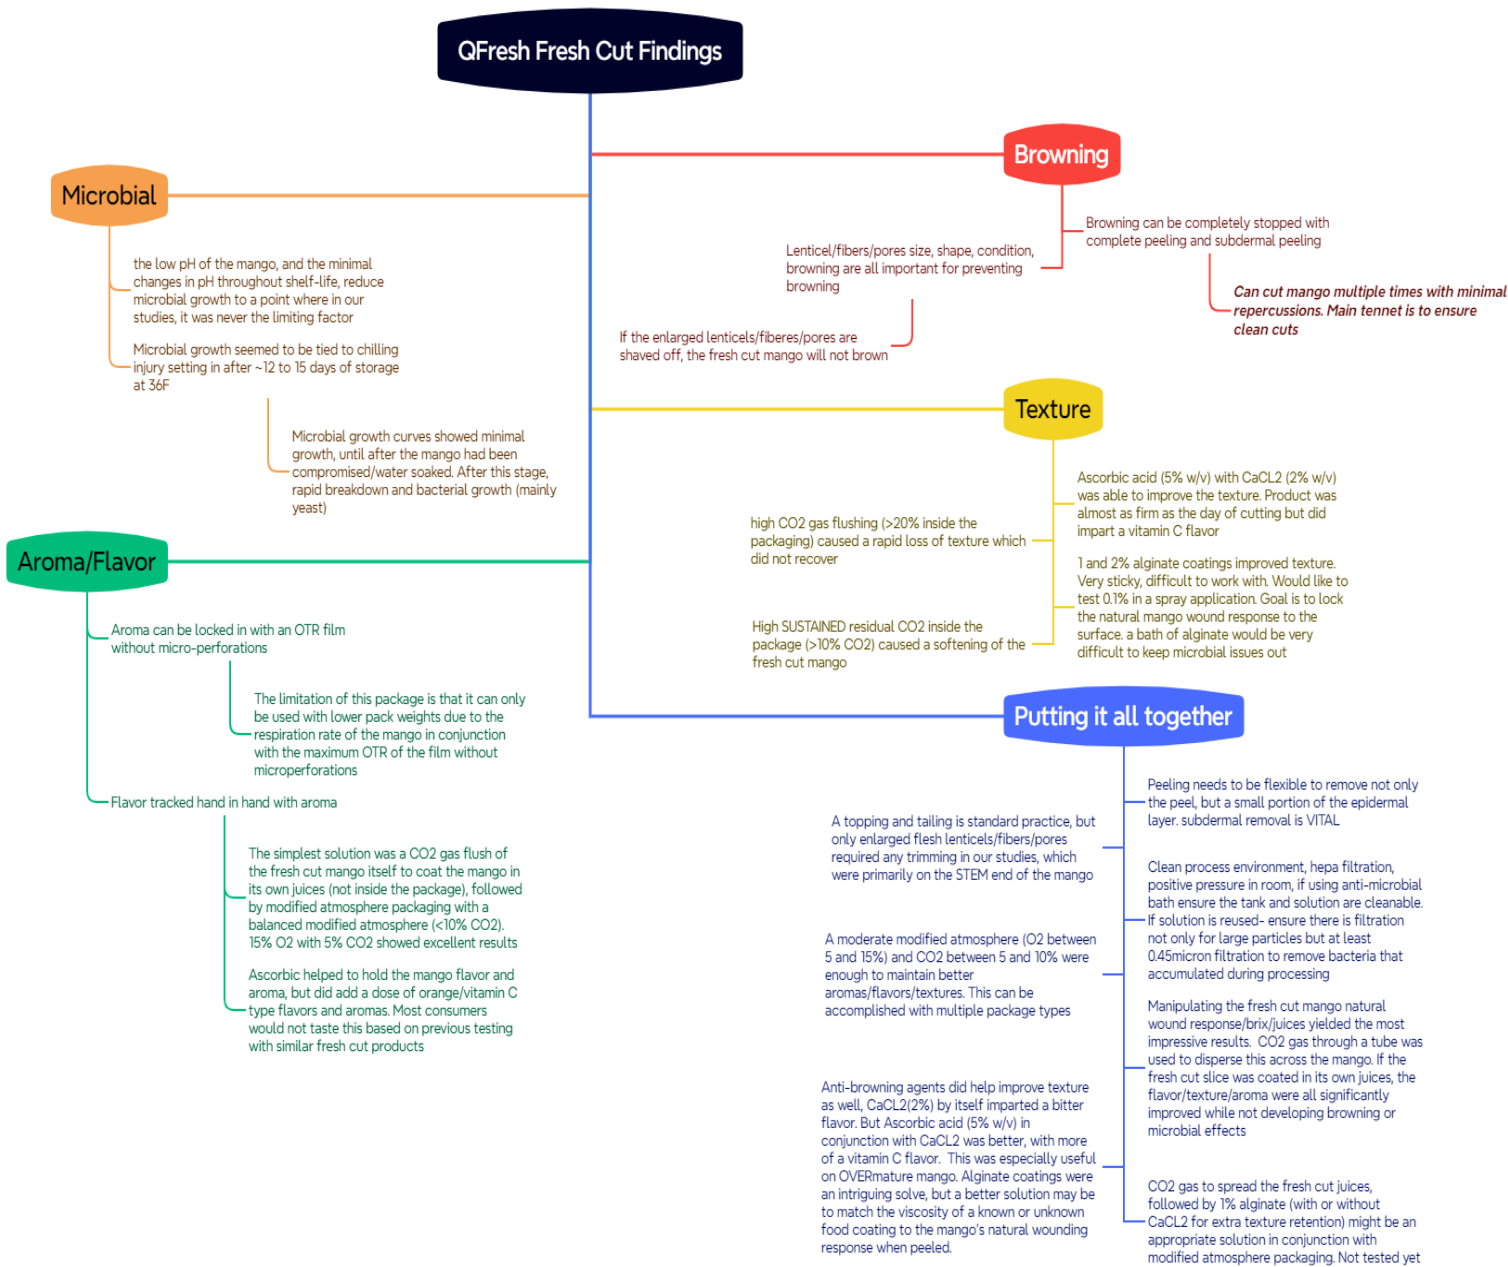 QFresh Fresh Cut Findings
Browning
Browning can be completely stopped with
complete peeling and subdermal peeling
Can cut mango multiple times with minimal
repercussions. Main tennet is to ensure
clean cuts
Lenticel/fibers/pores size, shape, condition,
browning are all important for preventing
browning
If the enlarged lenticels/fiberes/pores are
shaved off, the fresh cut mango will not brown
Microbial
the low pH of the mango, and the minimal
changes in pH throughout shelf-life, reduce
microbial growth to a point where in our
studies, it was never the limiting factor
Microbial growth seemed to be tied to chilling
injury setting in after ~12 to 15 days of storage
at 36F
Microbial growth curves showed minimal
growth, until after the mango had been
compromised/water soaked. After this stage,
rapid breakdown and bacterial growth (mainly
yeast)
Texture
Ascorbic acid (5% w/v) with CaCL2 (2% w/v)
was able to improve the texture. Product was
almost as firm as the day of cutting but did
impart a vitamin C flavor
high CO2 gas flushing (>20% inside the
packaging) caused a rapid loss of texture which
did not recover
1 and 2% alginate coatings improved texture.
Very sticky, difficult to work with. Would like to
test 0.1% in a spray application. Goal is to lock
the natural mango wound response to the
surface. a bath of alginate would be very
difficult to keep microbial issues out
High SUSTAINED residual CO2 inside the
package (>10% CO2) caused a softening of the
fresh cut mango
Aroma/Flavor
Aroma can be locked in with an OTR film
without micro-perforations
The limitation of this package is that it can only
be used with lower pack weights due to the
respiration rate of the mango in conjunction
with the maximum OTR of the film without
microperforations
Flavor tracked hand in hand with aroma
The simplest solution was a CO2 gas flush of
the fresh cut mango itself to coat the mango in
its own juices (not inside the package), followed
by modified atmosphere packaging with a
balanced modified atmosphere (<10% CO2).
15% O2 with 5% CO2 showed excellent results
Ascorbic helped to hold the mango flavor and
aroma, but did add a dose of orange/vitamin C
type flavors and aromas. Most consumers
would not taste this based on previous testing
with similar fresh cut products
Putting it all together
Peeling needs to be flexible to remove not only
the peel, but a small portion of the epidermal
layer. subdermal removal is VITAL
A topping and tailing is standard practice, but
only enlarged flesh lenticels/fibers/pores
required any trimming in our studies, which
were primarily on the STEM end of the mango
Clean process environment, hepa filtration,
positive pressure in room, if using anti-microbial
bath ensure the tank and solution are cleanable.
If solution is reused- ensure there is filtration
not only for large particles but at least
0.45micron filtration to remove bacteria that
accumulated during processing
A moderate modified atmosphere (O2 between
5 and 15%) and CO2 between 5 and 10% were
enough to maintain better
aromas/flavors/textures. This can be
accomplished with multiple package types
Manipulating the fresh cut mango natural
wound response/brix/juices yielded the most
impressive results.  CO2 gas through a tube was
used to disperse this across the mango. If the
fresh cut slice was coated in its own juices, the
flavor/texture/aroma were all significantly
improved while not developing browning or
microbial effects
Anti-browning agents did help improve texture
as well, CaCL2(2%) by itself imparted a bitter
flavor. But Ascorbic acid (5% w/v) in
conjunction with CaCL2 was better, with more
of a vitamin C flavor.  This was especially useful
on OVERmature mango. Alginate coatings were
an intriguing solve, but a better solution may be
to match the viscosity of a known or unknown
food coating to the mango's natural wounding
response when peeled.
CO2 gas to spread the fresh cut juices,
followed by 1% alginate (with or without
CaCL2 for extra texture retention) might be an
appropriate solution in conjunction with
modified atmosphere packaging. Not tested yet